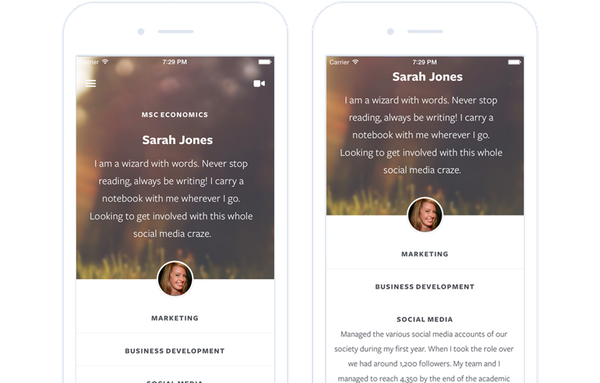 Carrier 7:29 PM
MSC ECONOMICS
Sarah Jones
I am a wizard with words. Never stop
reading, always be writing! I carry a
notebook with me wherever I go.
Looking to get involved with this whole
social media craze.
MARKETING
BUSINESS DEVELOPMENT
SOCIAL MEDIA
Carrier 7:29 PM
Sarah Jones
I am a wizard with words. Never stop
reading, always be writing! I carry a
notebook with me wherever I go.
Looking to get involved with this whole
social media craze.
MARKETING
BUSINESS DEVELOPMENT
SOCIAL MEDIA
Managed the various social media accounts of our
society during my first year. When I took the role over
we had around 1,200 followers. My team and I
managed to reach 4,350 by the end of the academic